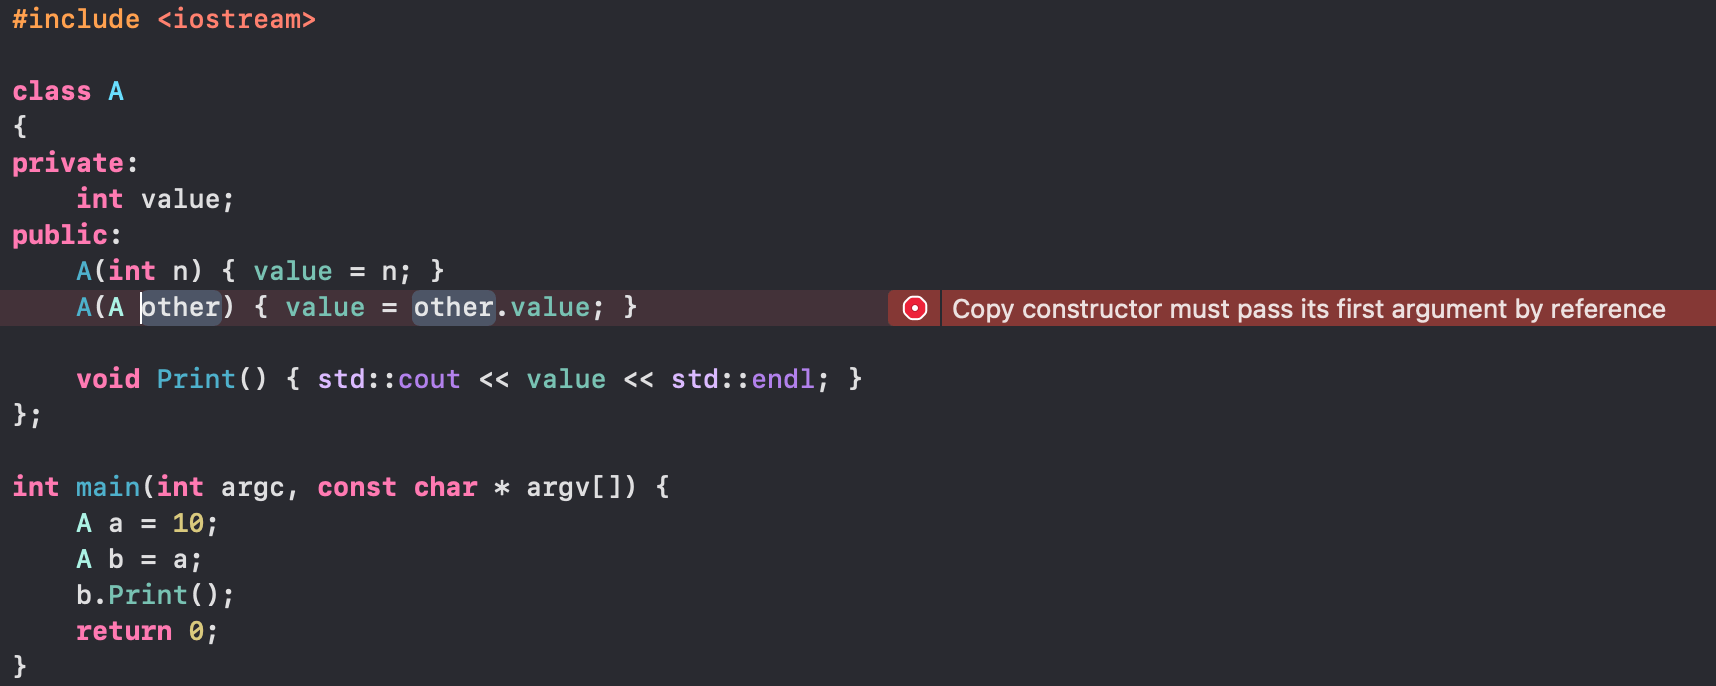 #include <iostream>
class A
{
private:
    int value;
public:
    A(int n) { value = n; }
    A(A other) { value = other.value; }
Copy constructor must pass its first argument by reference
    void Print() { std::cout << value << std::endl; }
};
int main(int argc, const char * argv[]) {
    A a = 10;
    A b = a;
    b.Print();
    return 0;
}